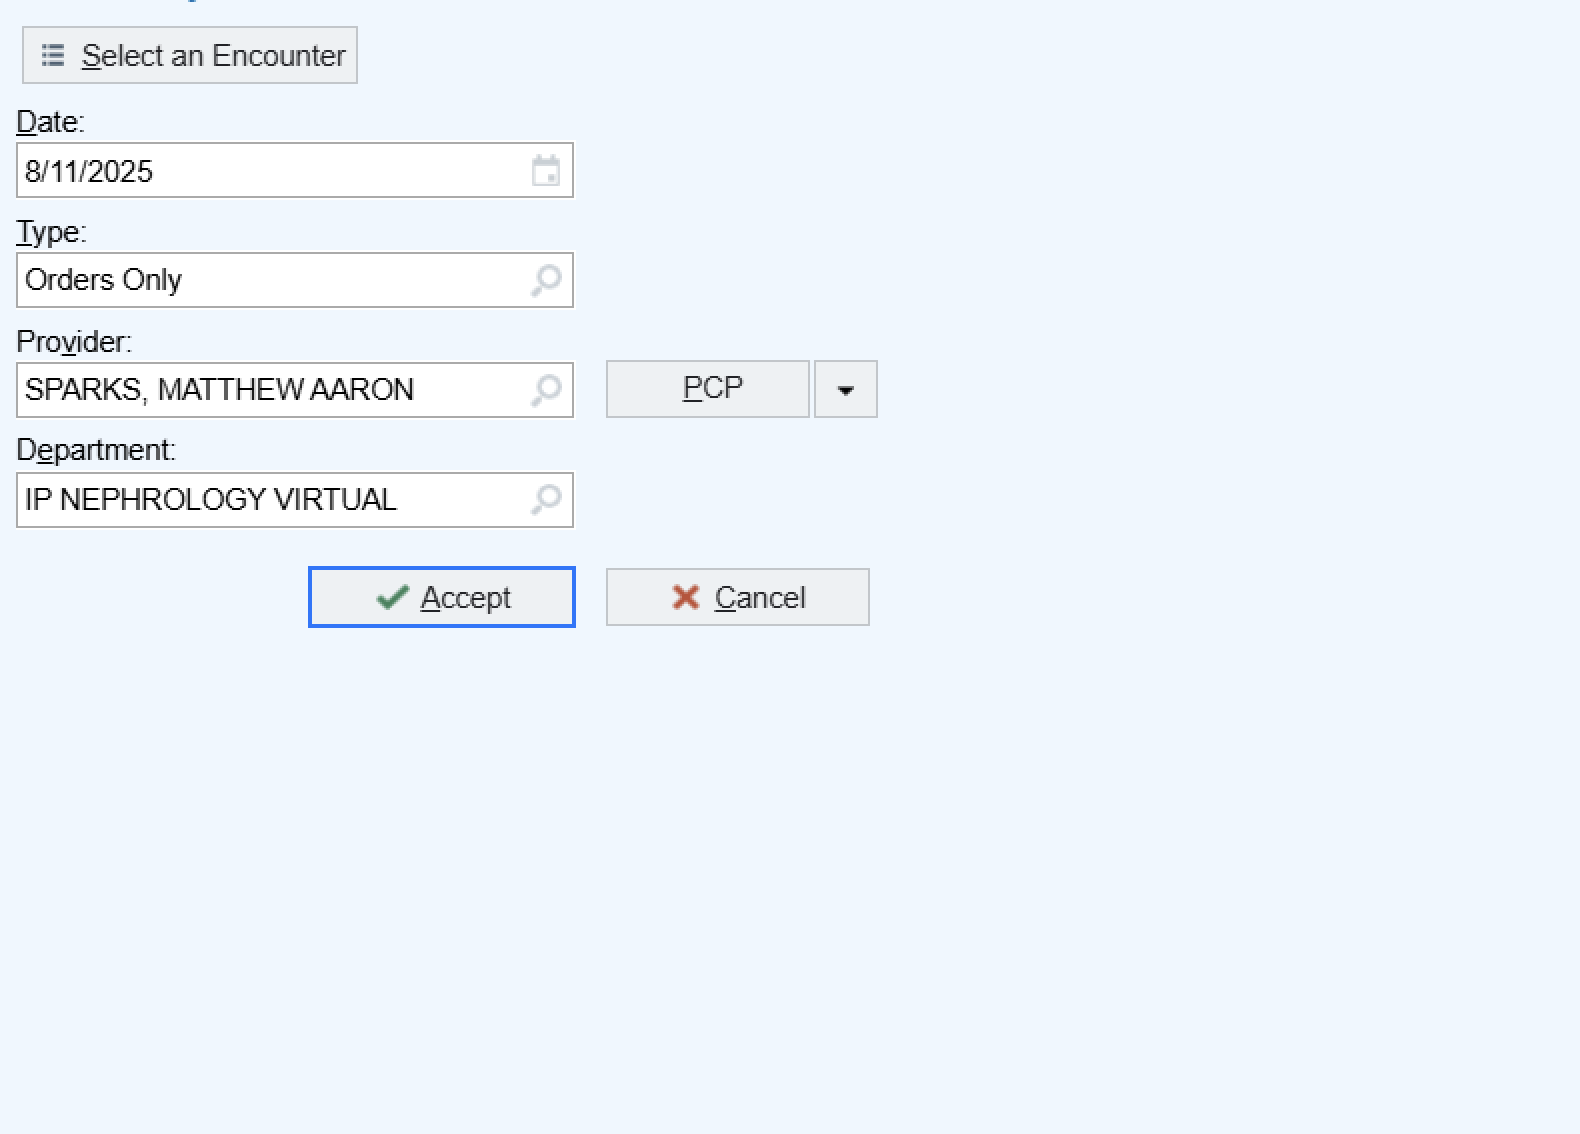 Select an Encounter
Date:
8/11/2025
Type:
Orders Only
Provider:
SPARKS, MATTHEW AARON
PCP
Department:
IP NEPHROLOGY VIRTUAL
Accept
Cancel